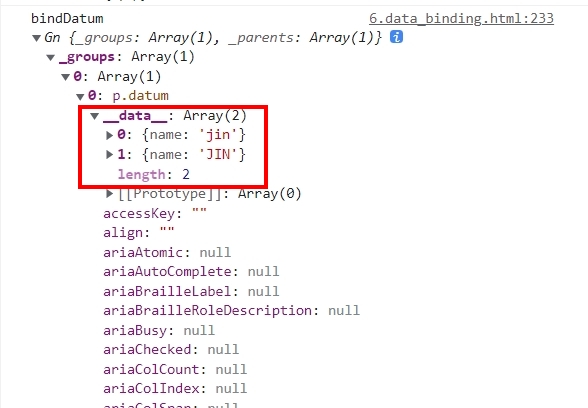 bindDatum 6.data_binding.html:233
▼ Gn {_groups: Array(1), _parents: Array(1)} i
▼ _groups: Array(1)
▼ 0: Array(1)
▼ 0: p.datum
▼ __data__: Array(2)
▶ 0: {name: 'jin'}
▶ 1: {name: 'JIN'}
length: 2
▶ [[Prototype]]: Array(0)
accessKey: ""
align: ""
ariaAtomic: null
ariaAutoComplete: null
ariaBrailleLabel: null
ariaBrailleRoleDescription: null
ariaBusy: null
ariaChecked: null
ariaColCount: null
ariaColIndex: null
ariaColSpan: null